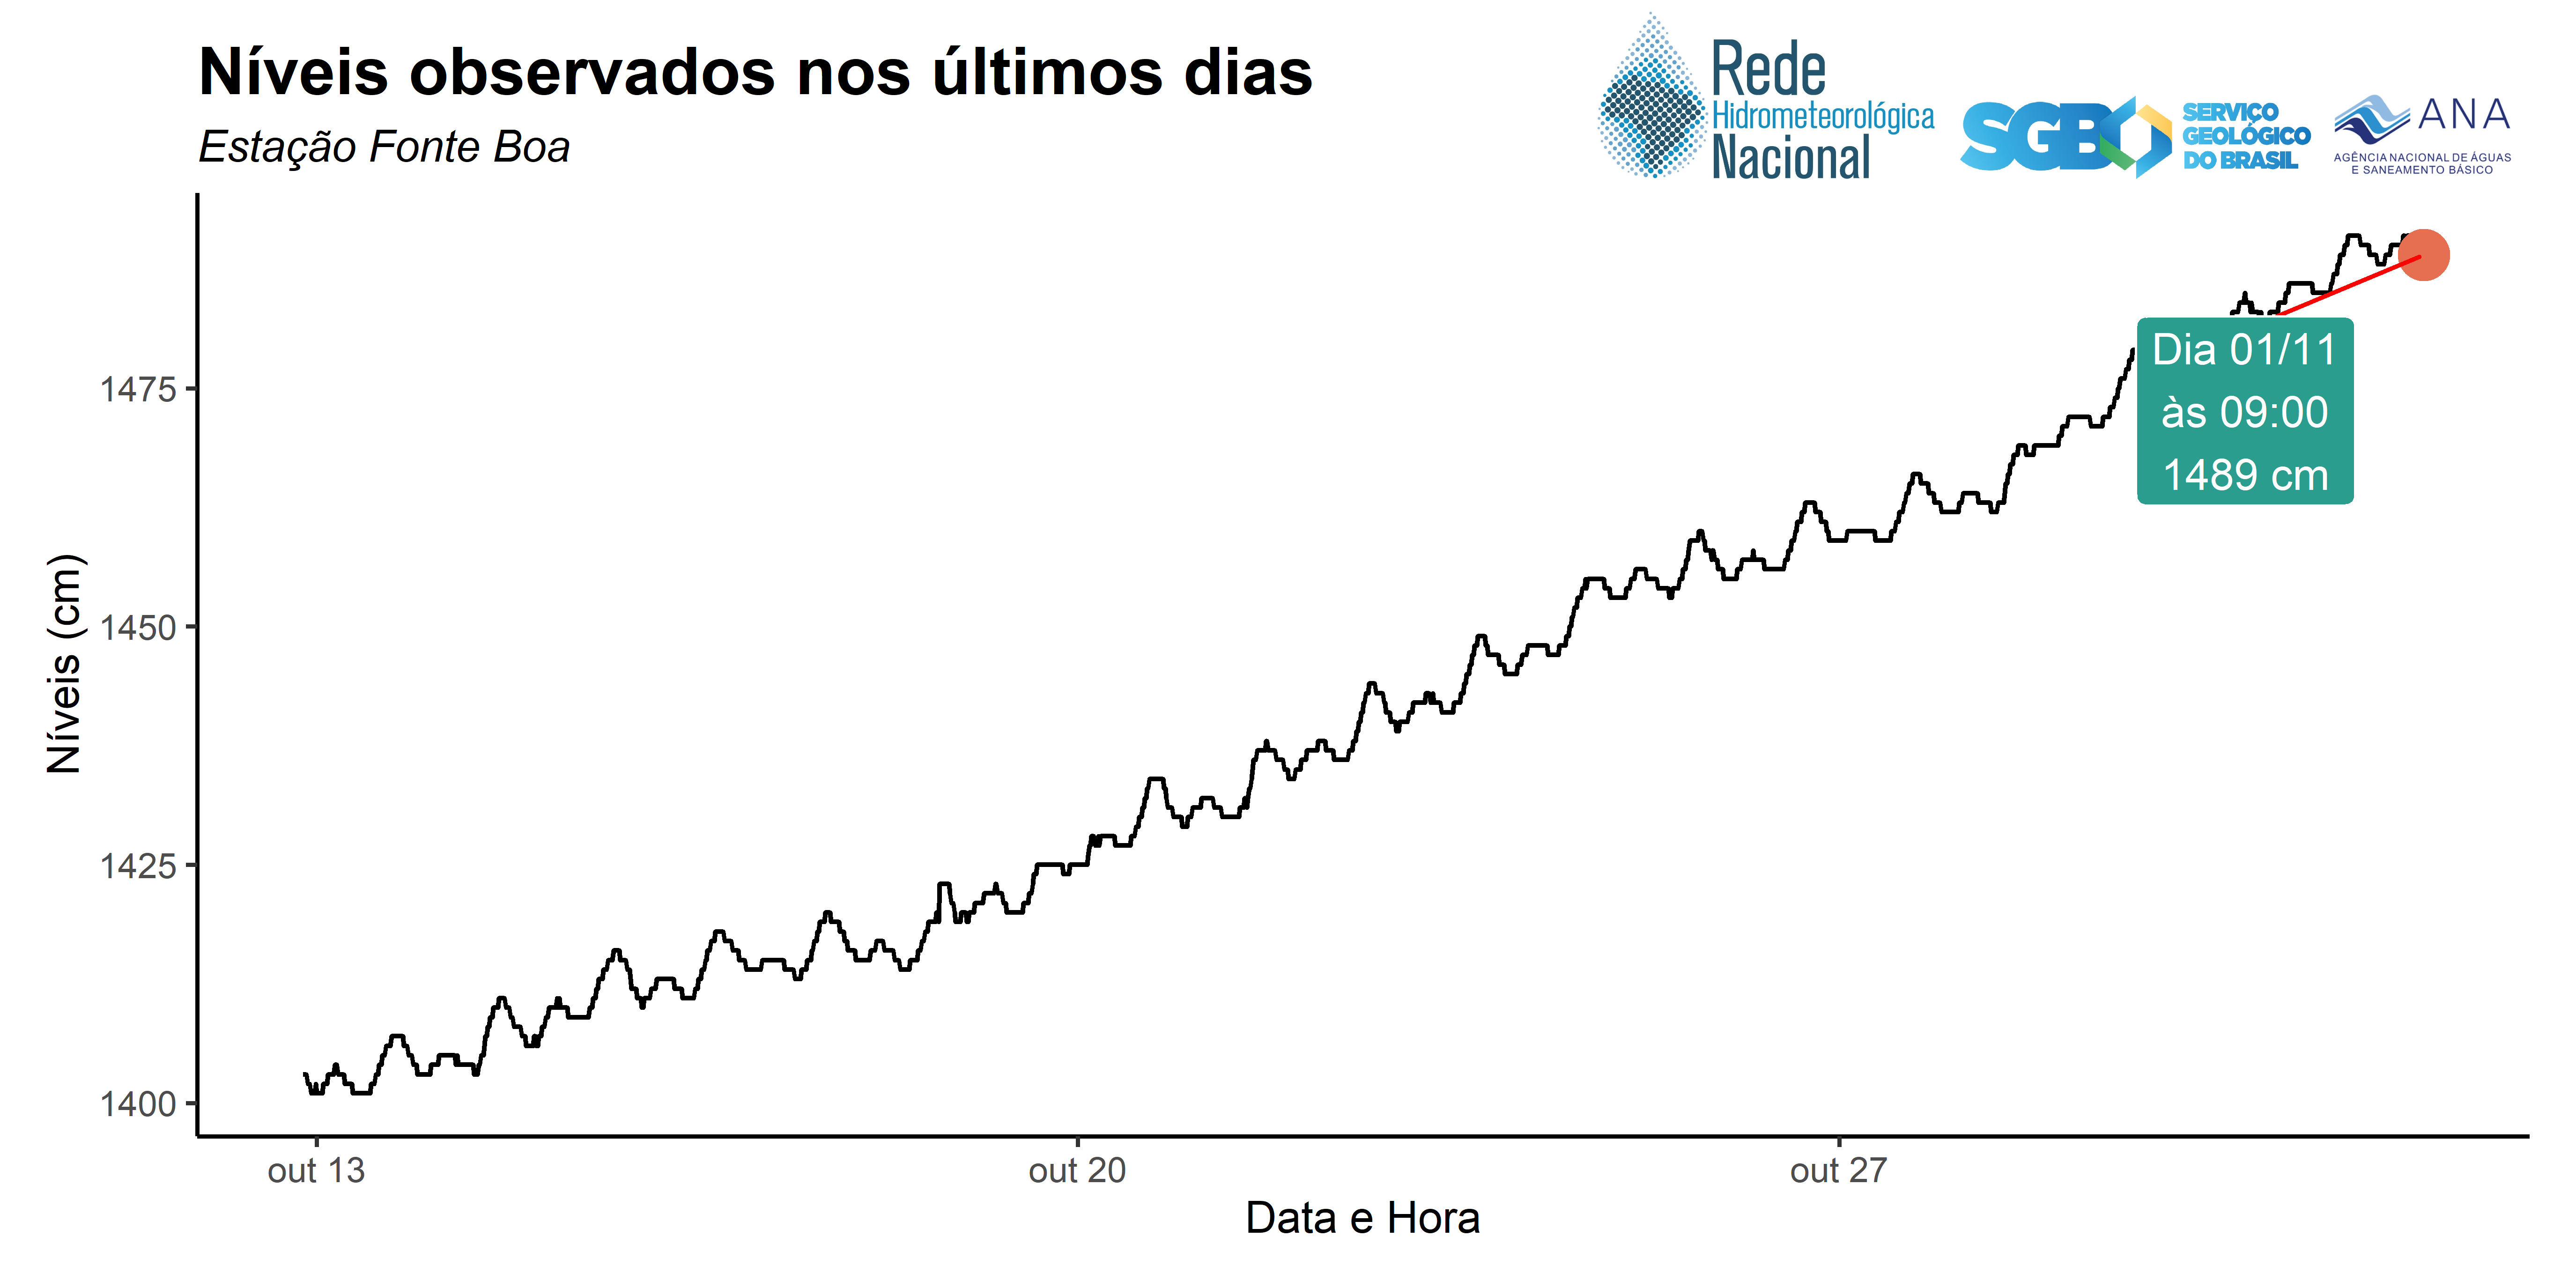 Níveis observados nos últimos dias
Estação Fonte Boa
Rede
Hidrometeorológica
Nacional
SGB
SERVIÇO
GEOLÓGICO
DO BRASIL
ANA
AGÊNCIA NACIONAL DE ÁGUAS
E SANEAMENTO BÁSICO
Níveis (cm)
1475
1450
1425
1400
Dia 01/11
às 09:00
1489 cm
out 13
out 20
out 27
Data e Hora